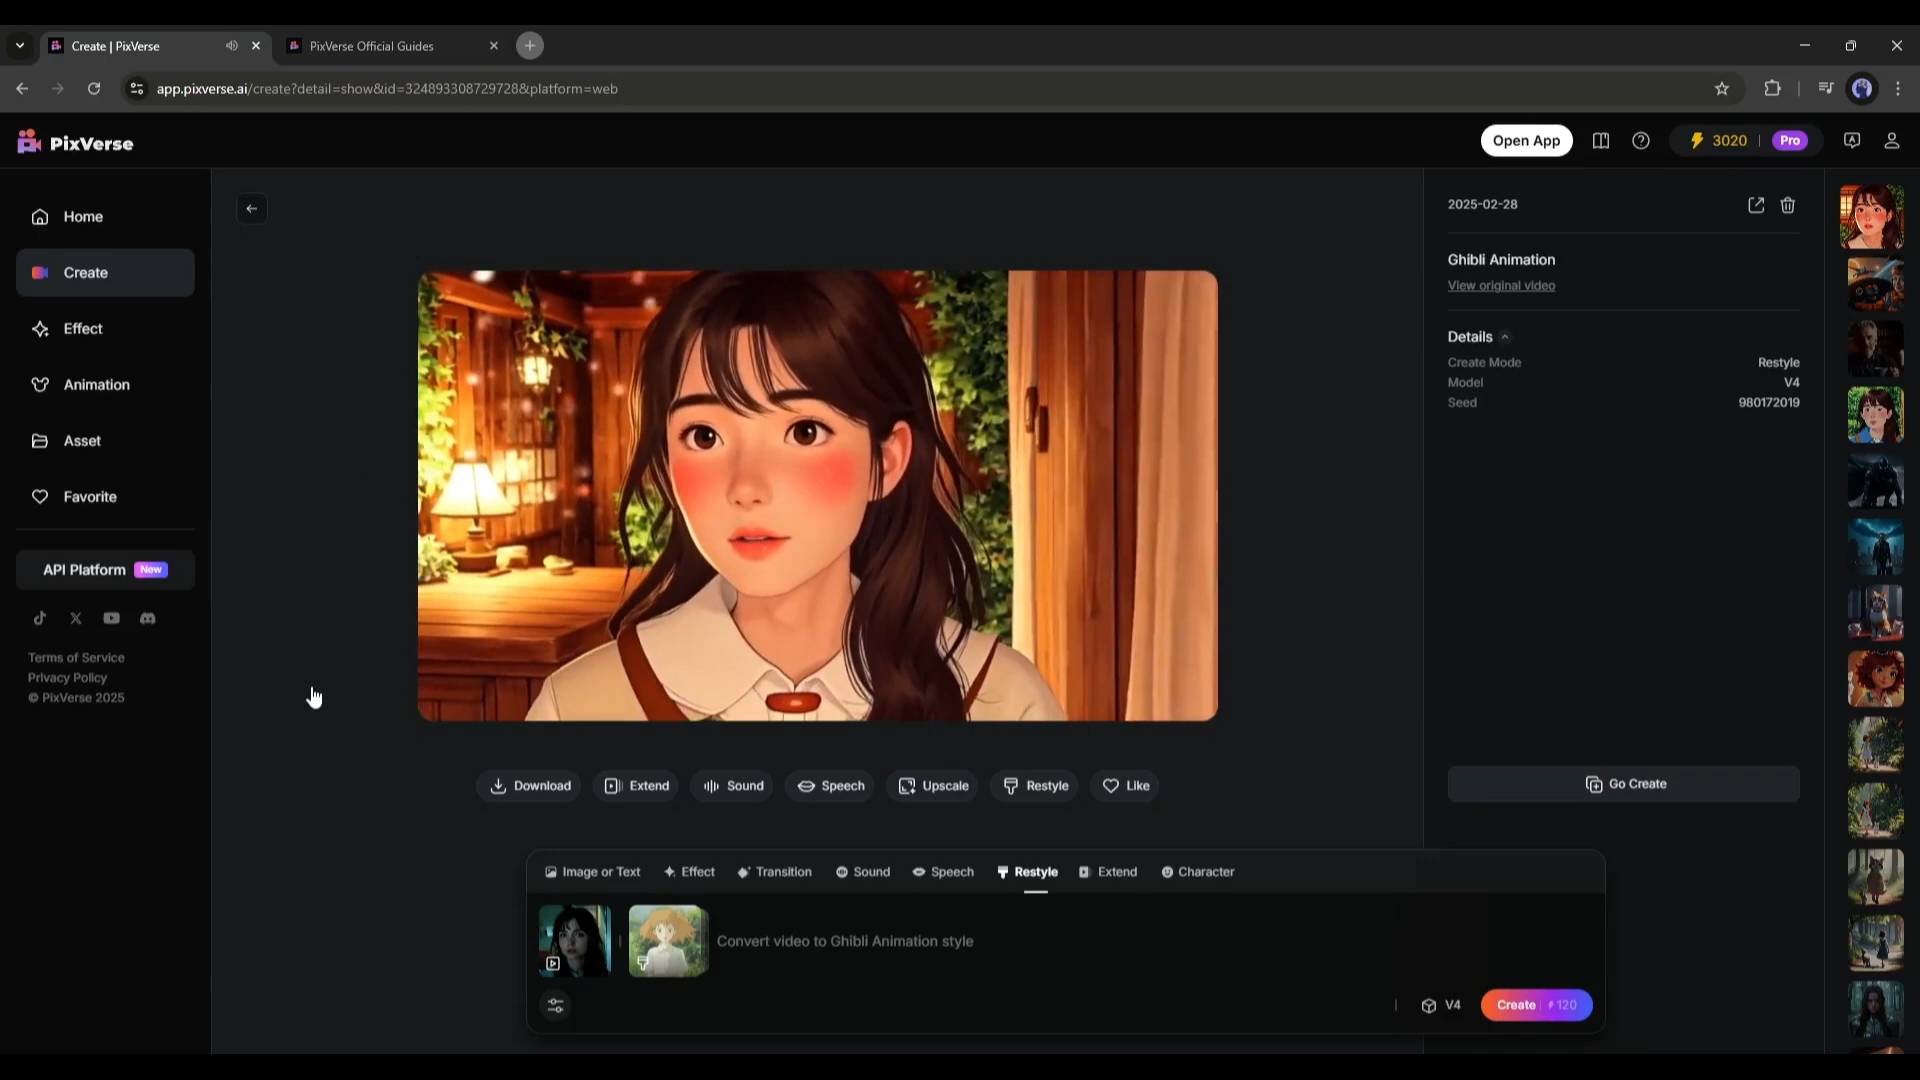 Create | PixVerse
PixVerse Official Guides
app.pixverse.ai/create?detail=show&id=324893308729728&platform=web
PixVerse
Open App
3020
Pro
Home
Create
Effect
Animation
Asset
Favorite
API Platform New
Terms of Service
Privacy Policy
© PixVerse 2025
2025-02-28
Ghibli Animation
View original video
Details
Create Mode Restyle
Model V4
Seed 980172019
Go Create
Download
Extend
Sound
Speech
Upscale
Restyle
Like
Image or Text
Effect
Transition
Sound
Speech
Restyle
Extend
Character
Convert video to Ghibli Animation style
V4
Create 120